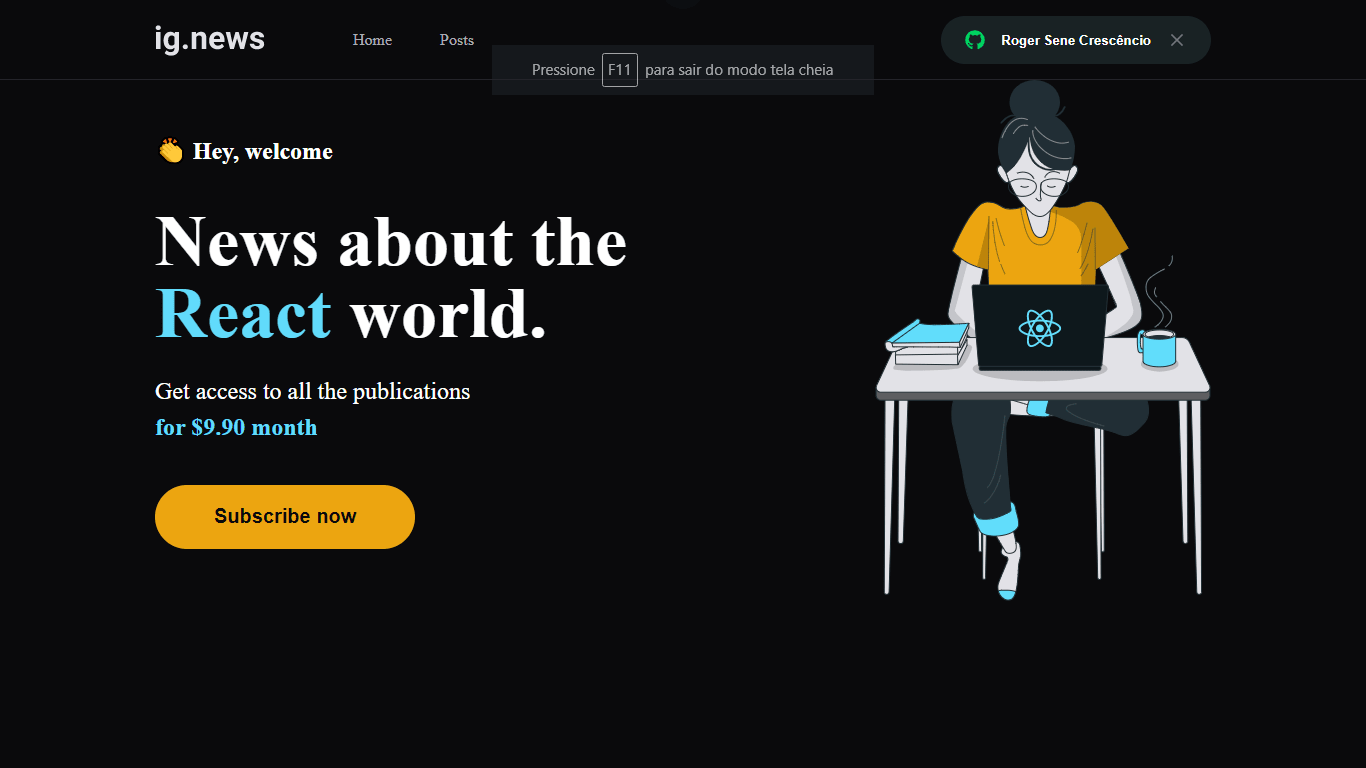 ig.news
Home
Posts
Roger Sene Crescêncio
Pressione F11 para sair do modo tela cheia
👏 Hey, welcome
News about the
React world.
Get access to all the publications
for $9.90 month
Subscribe now